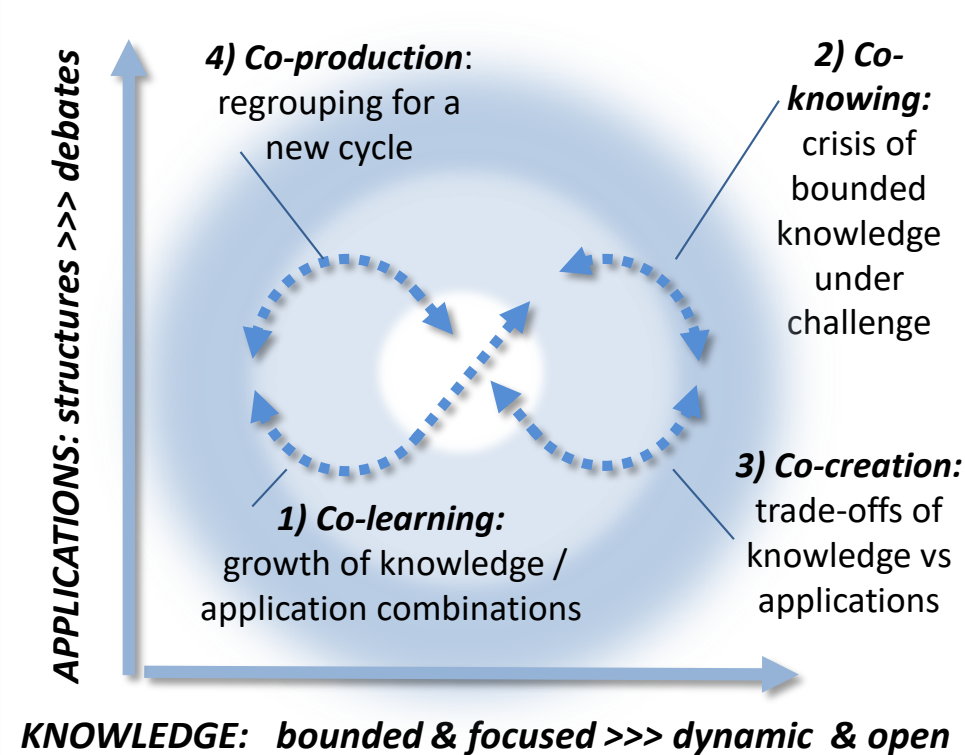 APPLICATIONS: structures >>> debates
4) Co-production:
regrouping for a
new cycle
2) Co-
knowing:
crisis of
bounded
knowledge
under
challenge
1) Co-learning:
growth of knowledge /
application combinations
3) Co-creation:
trade-offs of
knowledge vs
applications
KNOWLEDGE: bounded & focused >>> dynamic & open